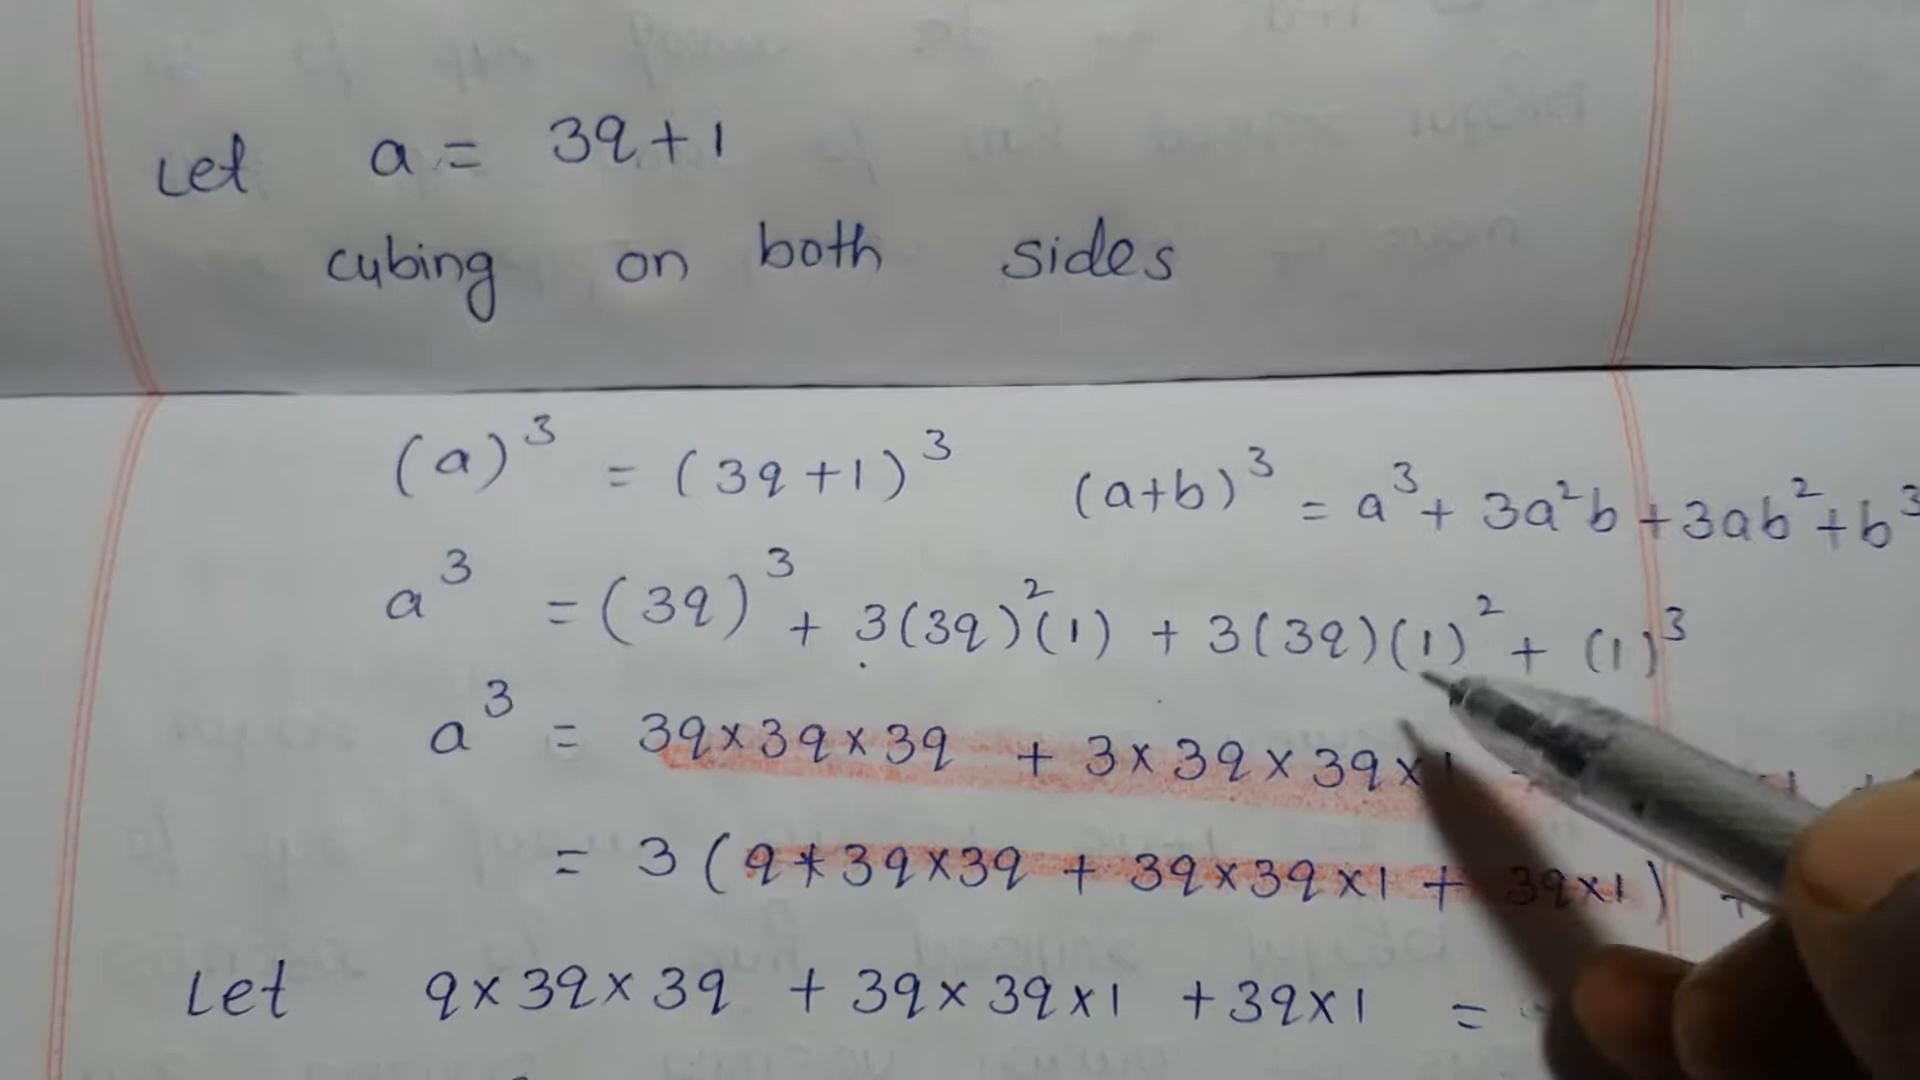 Let a = 3q + 1
cubing on both sides
(a)³ = (3q+1)³ (a+b)³ = a³ + 3a²b + 3ab² + b³
a³ = (3q)³ + 3(3q)²(1) + 3(3q)(1)² + (1)³
a³ = 3q×3q×3q + 3×3q×3q×1
= 3(q×3q×3q + 3q×3q×1 + 3q×1) +
Let q×3q×3q + 3q×3q×1 + 3q×1 =